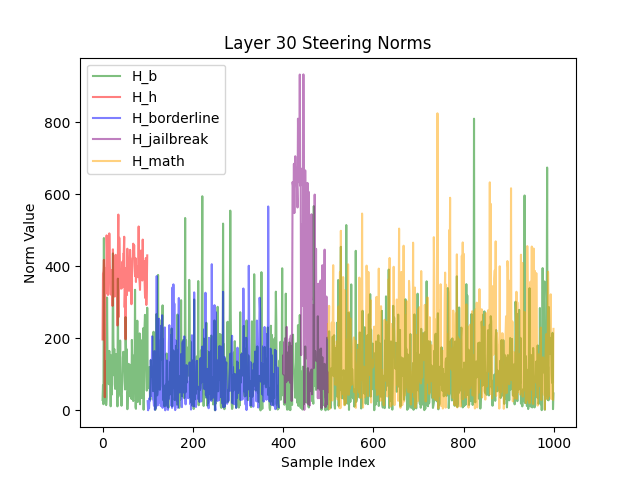 Layer 30 Steering Norms
H_b
H_h
H_borderline
H_jailbreak
H_math
Norm Value
800
600
400
200
0
0 200 400 600 800 1000
Sample Index